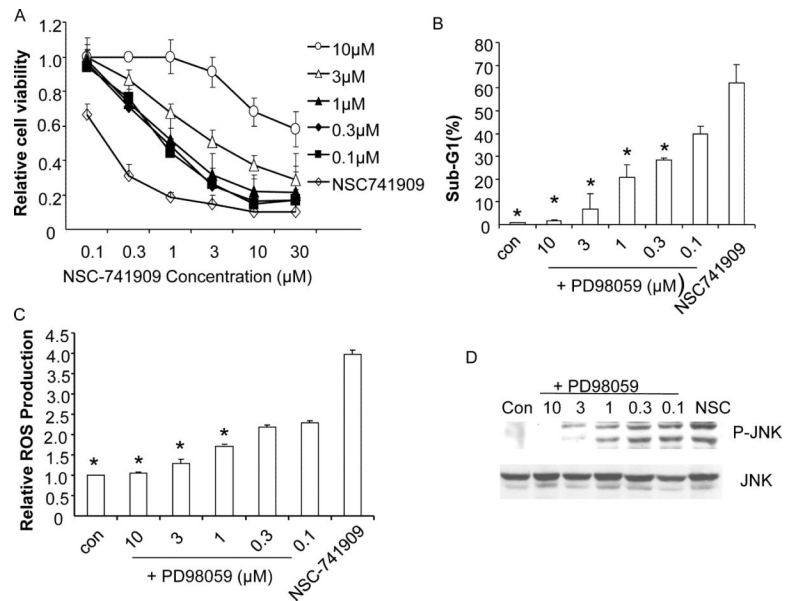 A
Relative cell viability
1.2
1.0
0.8
0.6
0.4
0.2
0
0.1 0.3 1 3 10 30
NSC-741909 Concentration (µM)
10µM
3µM
1µM
0.3µM
0.1µM
NSC741909
B
Sub-G1(%)
80
70
60
50
40
30
20
10
0
* * * * *
con 10 3 1 0.3 0.1 NSC741909
+ PD98059 (µM)
C
Relative ROS Production
4.5
4.0
3.5
3.0
2.5
2.0
1.5
1.0
0.5
0.0
* * * *
con 10 3 1 0.3 0.1 NSC-741909
+ PD98059 (µM)
D
+ PD98059
Con 10 3 1 0.3 0.1 NSC
P-JNK
JNK